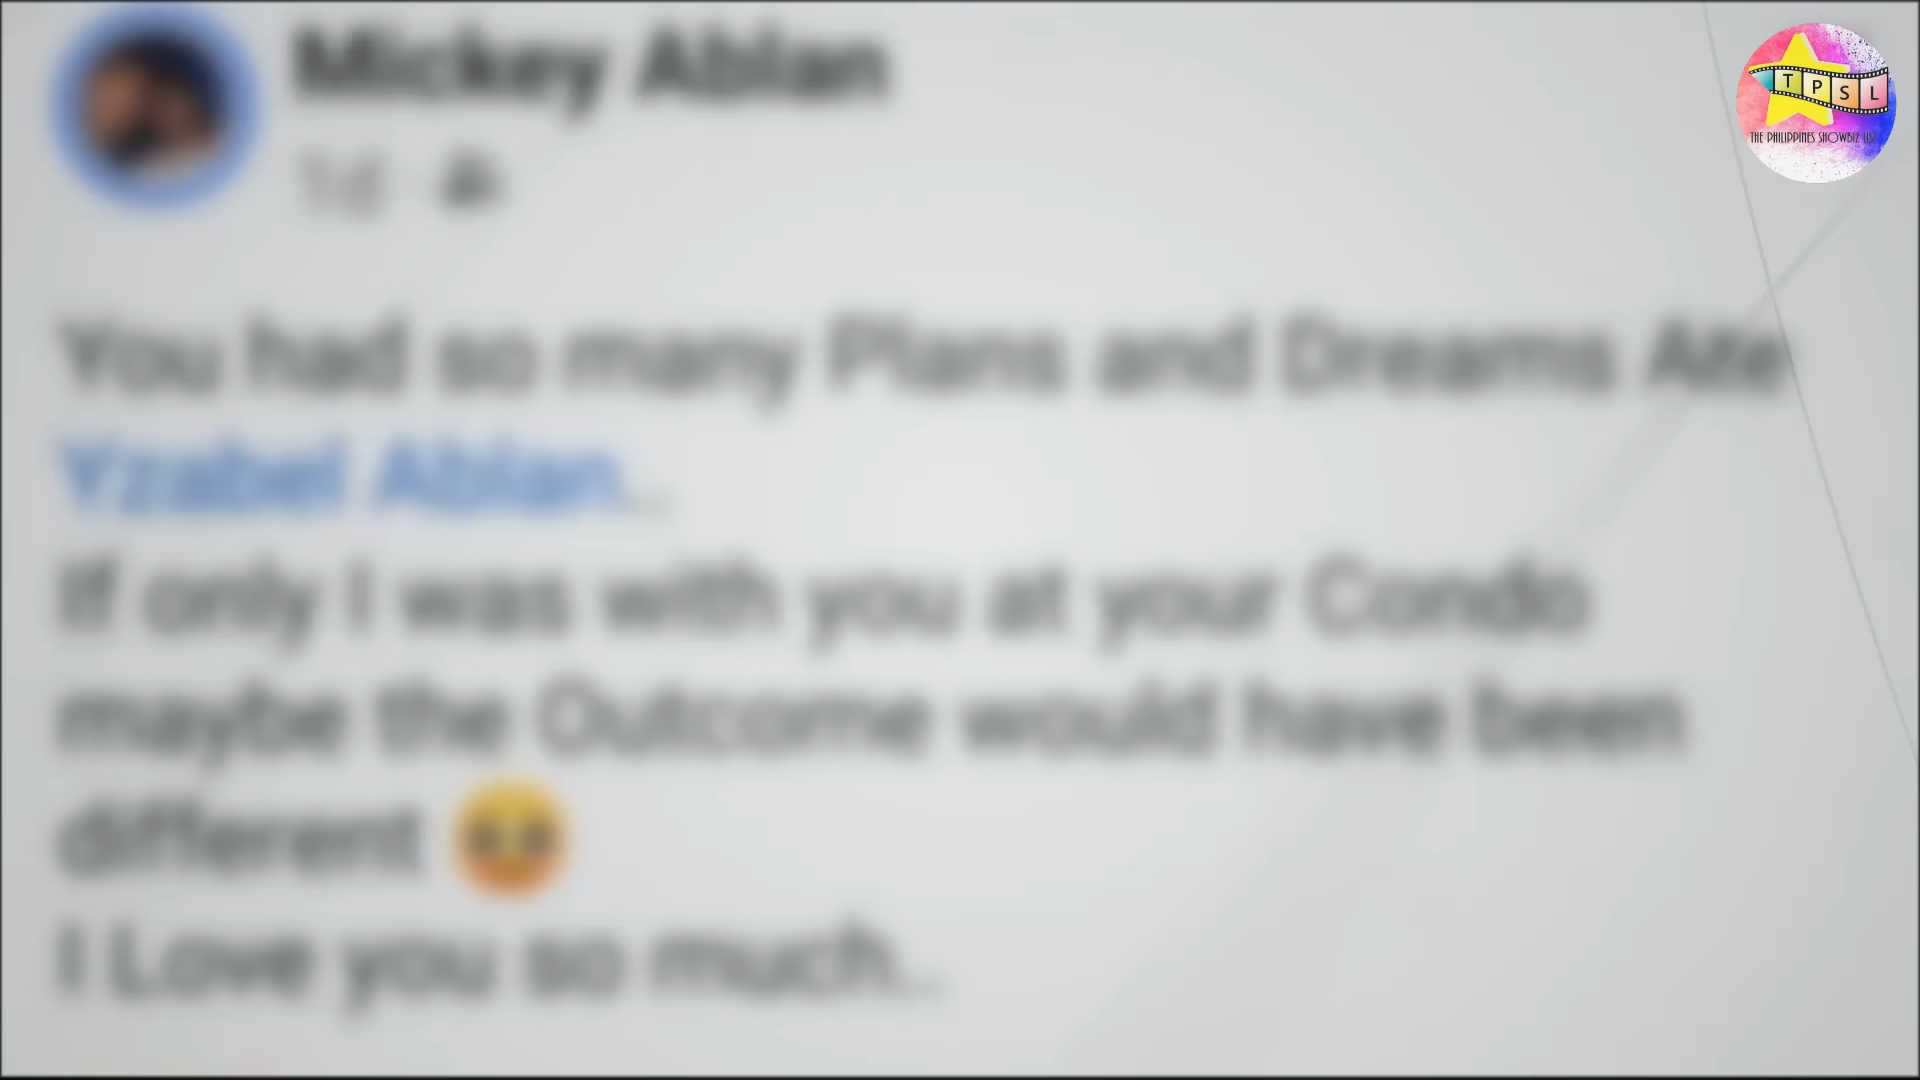 Mickey Ablan
1d
You had so many Plans and Dreams Ate
Yzabel Ablan...
If only I was with you at your Condo
maybe the Outcome would have been
different
I Love you so much...
T P S L
THE PHILIPPINES SHOWBIZ LIST